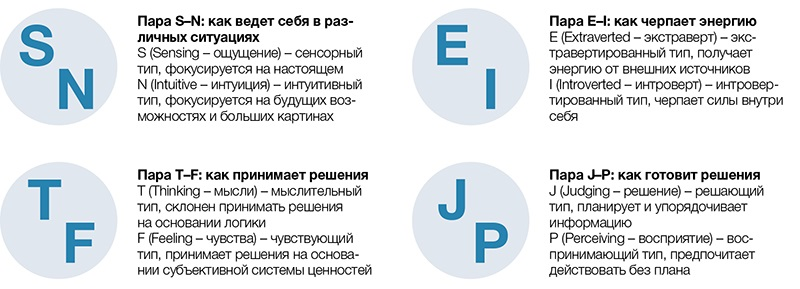 S
N
Пара S–N: как ведет себя в раз-
личных ситуациях
S (Sensing – ощущение) – сенсорный
тип, фокусируется на настоящем
N (Intuitive – интуиция) – интуитивный
тип, фокусируется на будущих воз-
можностях и больших картинах
E
I
Пара E–I: как черпает энергию
E (Extraverted – экстраверт) – экс-
травертированный тип, получает
энергию от внешних источников
I (Introverted – интроверт) – интровер-
тированный тип, черпает силы внутри
себя
T
F
Пара T–F: как принимает решения
T (Thinking – мысли) – мыслительный
тип, склонен принимать решения
на основании логики
F (Feeling – чувства) – чувствующий
тип, принимает решения на основа-
нии субъективной системы ценностей
J
P
Пара J–P: как готовит решения
J (Judging – решение) – решающий
тип, планирует и упорядочивает
информацию
P (Perceiving – восприятие) – вос-
принимающий тип, предпочитает
действовать без плана